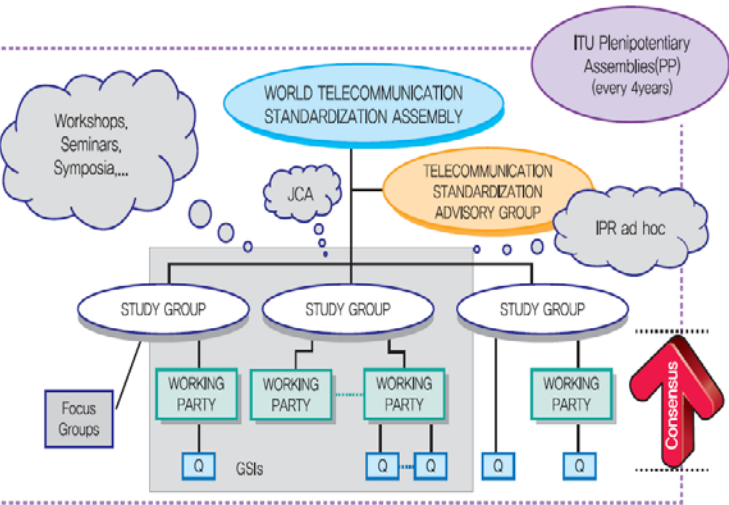 ITU Plenipotentiary
Assemblies(PP)
(every 4years)
WORLD TELECOMMUNICATION
STANDARDIZATION ASSEMBLY
Workshops,
Seminars,
Symposia,...
TELECOMMUNICATION
STANDARDIZATION
ADVISORY GROUP
JCA
IPR ad hoc
STUDY GROUP
STUDY GROUP
STUDY GROUP
WORKING
PARTY
WORKING
PARTY
WORKING
PARTY
WORKING
PARTY
Focus
Groups
Consensus
Q
GSIs
Q
Q
Q
Q